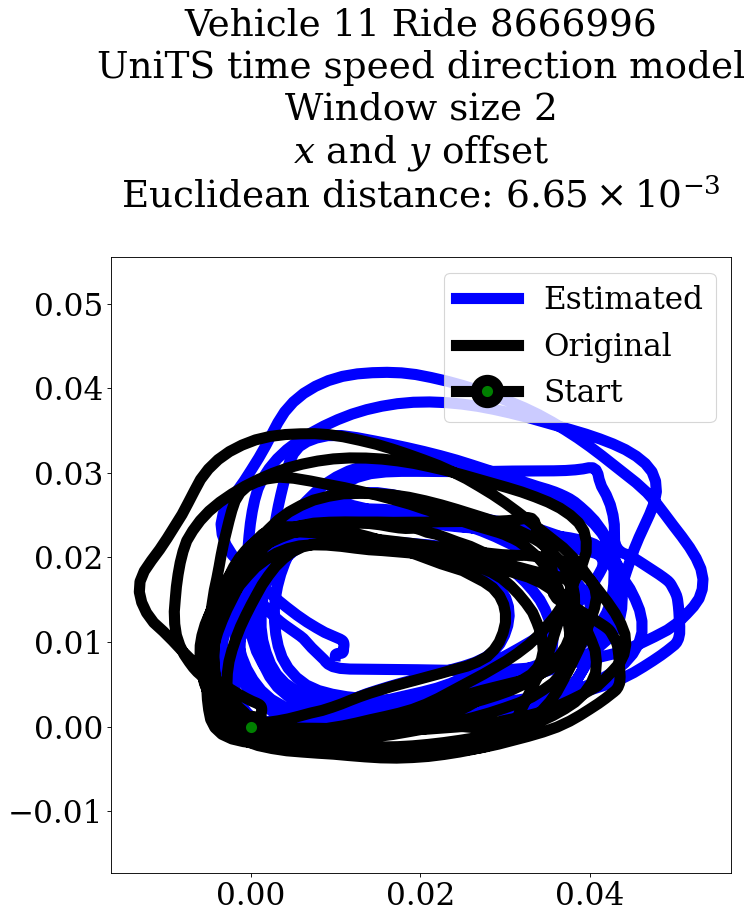 Vehicle 11 Ride 8666996
UniTS time speed direction model
Window size 2
x and y offset
Euclidean distance: 6.65 × 10⁻³
Estimated
Original
Start
0.05
0.04
0.03
0.02
0.01
0.00
−0.01
0.00 0.02 0.04